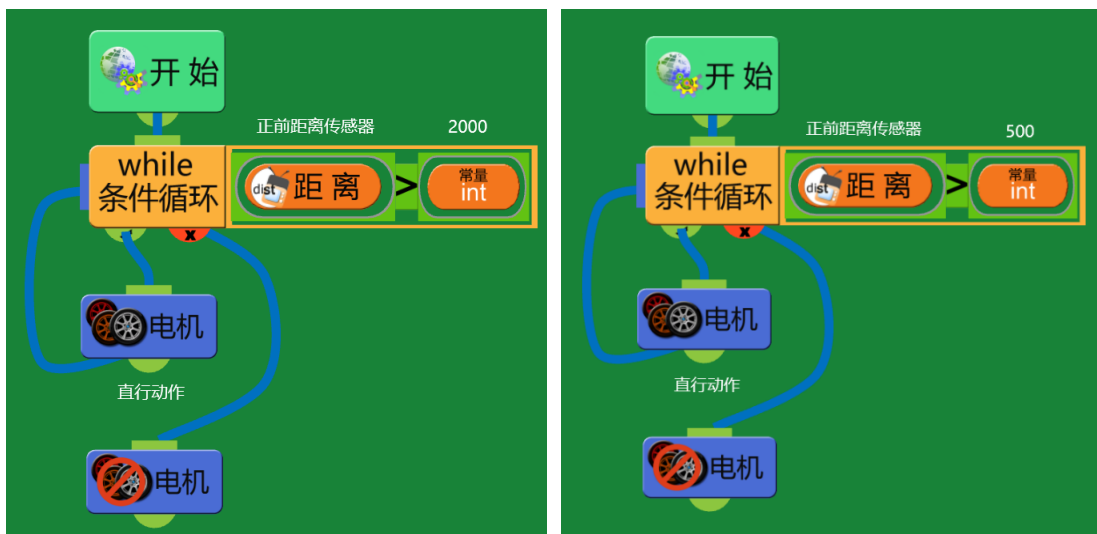 开 始
正前距离传感器
2000
while
条件循环
dist
距 离
>
常量
int
x
电机
直行动作
电机
开 始
正前距离传感器
500
while
条件循环
dist
距 离
>
常量
int
x
电机
直行动作
电机